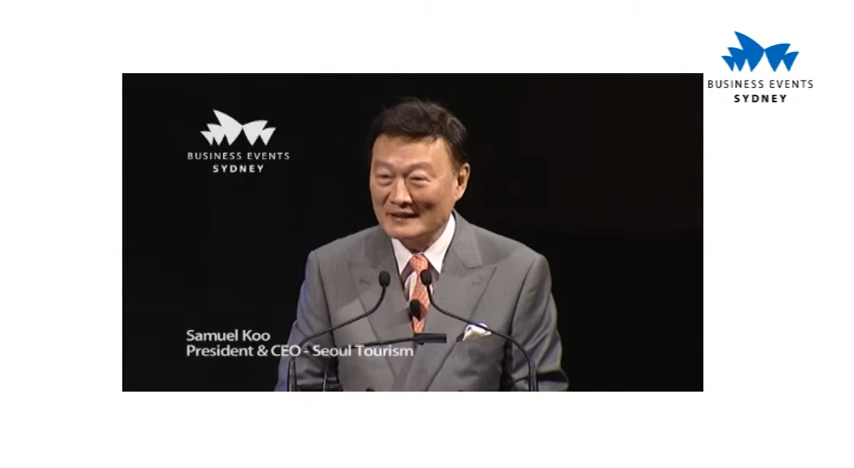 BUSINESS EVENTS
SYDNEY
BUSINESS EVENTS
SYDNEY
Samuel Koo
President & CEO - Seoul Tourism